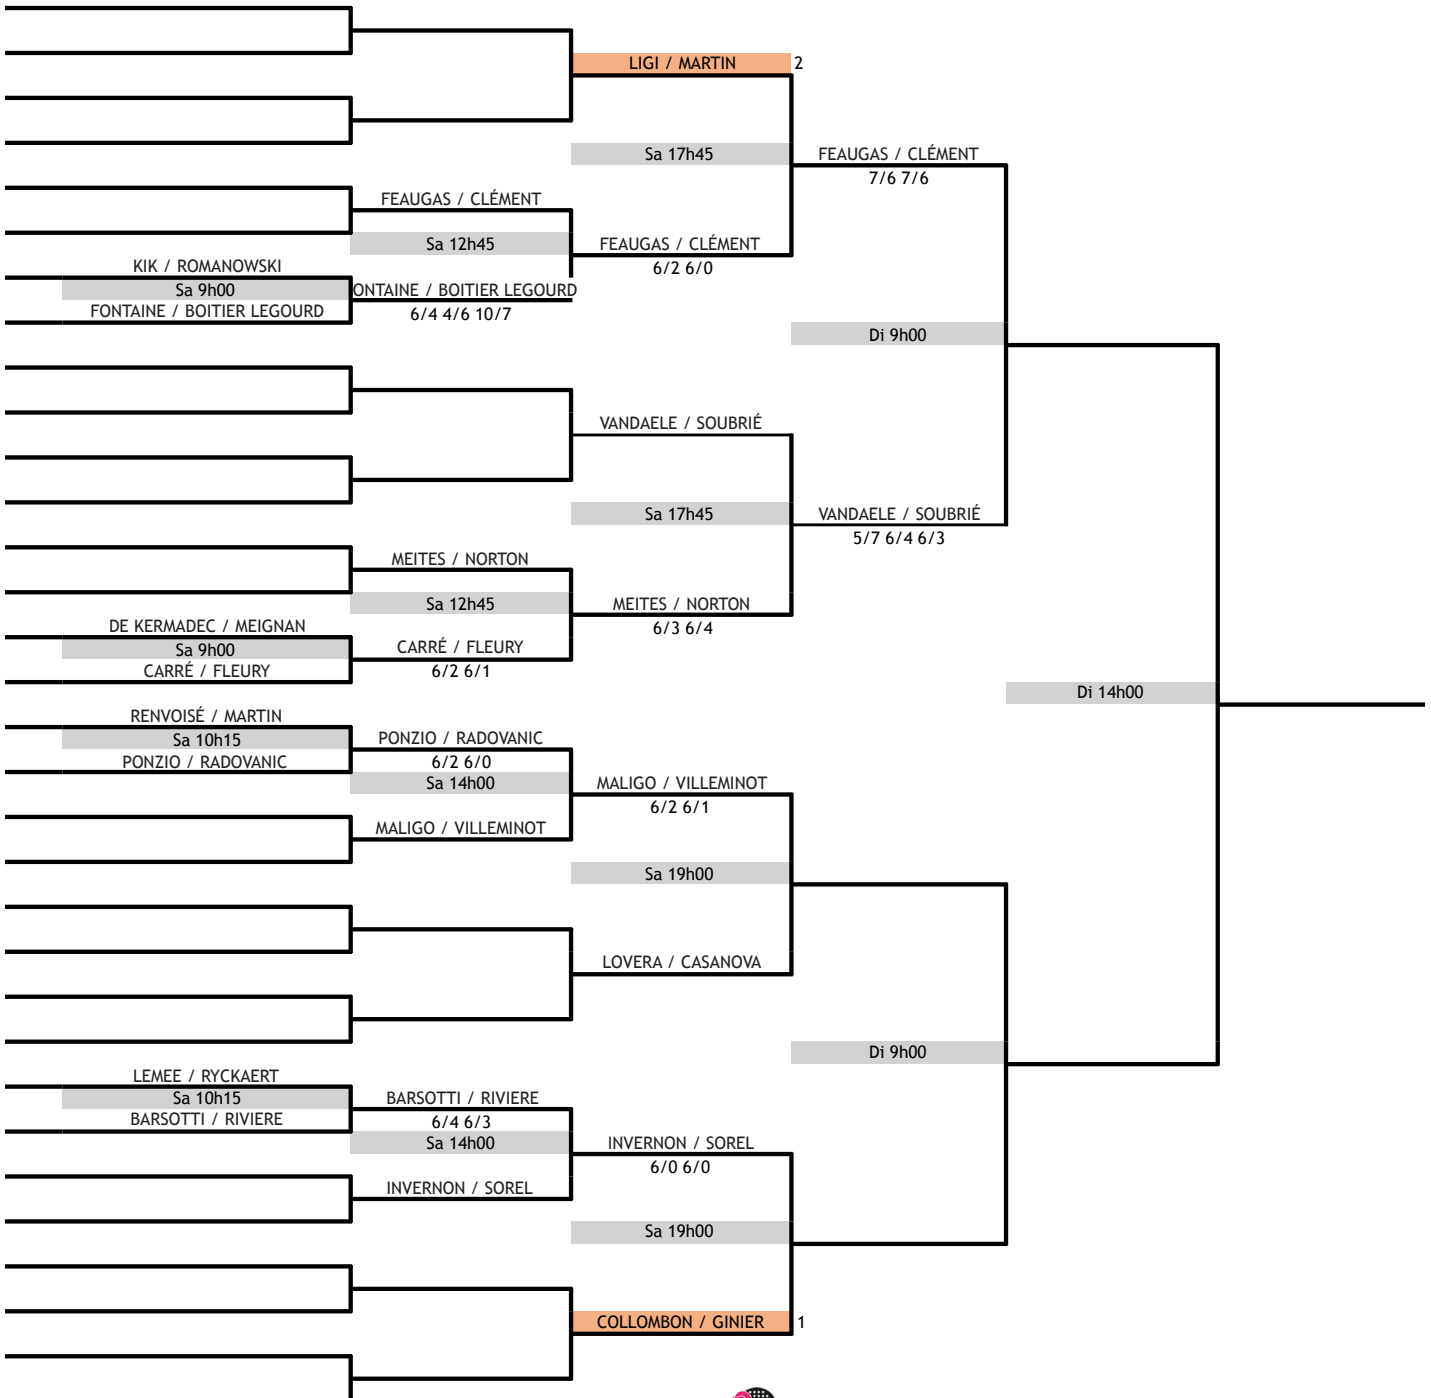 LIGI / MARTIN 2
Sa 17h45
FEAUGAS / CLÉMENT
7/6 7/6
FEAUGAS / CLÉMENT
Sa 12h45
FEAUGAS / CLÉMENT
6/2 6/0
KIK / ROMANOWSKI
Sa 9h00
ONTAINE / BOITIER LEGOURD
FONTAINE / BOITIER LEGOURD
6/4 4/6 10/7
Di 9h00
VANDAELE / SOUBRIÉ
Sa 17h45
VANDAELE / SOUBRIÉ
5/7 6/4 6/3
MEITES / NORTON
Sa 12h45
MEITES / NORTON
6/3 6/4
DE KERMADEC / MEIGNAN
Sa 9h00
CARRÉ / FLEURY
CARRÉ / FLEURY
6/2 6/1
Di 14h00
RENVOISÉ / MARTIN
Sa 10h15
PONZIO / RADOVANIC
PONZIO / RADOVANIC
6/2 6/0
Sa 14h00
MALIGO / VILLEMINOT
6/2 6/1
MALIGO / VILLEMINOT
Sa 19h00
LOVERA / CASANOVA
Di 9h00
LEMEE / RYCKAERT
Sa 10h15
BARSOTTI / RIVIERE
BARSOTTI / RIVIERE
6/4 6/3
Sa 14h00
INVERNON / SOREL
6/0 6/0
INVERNON / SOREL
Sa 19h00
COLLOMBON / GINIER 1